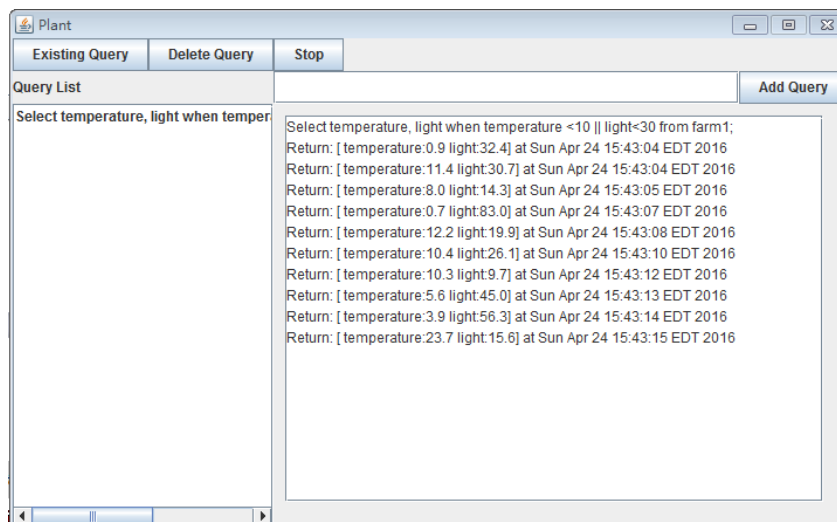 Plant
Existing Query Delete Query Stop
Query List
Add Query
Select temperature, light when temper
Select temperature, light when temperature <10 || light<30 from farm1;
Return: [ temperature:0.9 light:32.4] at Sun Apr 24 15:43:04 EDT 2016
Return: [ temperature:11.4 light:30.7] at Sun Apr 24 15:43:04 EDT 2016
Return: [ temperature:8.0 light:14.3] at Sun Apr 24 15:43:05 EDT 2016
Return: [ temperature:0.7 light:83.0] at Sun Apr 24 15:43:07 EDT 2016
Return: [ temperature:12.2 light:19.9] at Sun Apr 24 15:43:08 EDT 2016
Return: [ temperature:10.4 light:26.1] at Sun Apr 24 15:43:10 EDT 2016
Return: [ temperature:10.3 light:9.7] at Sun Apr 24 15:43:12 EDT 2016
Return: [ temperature:5.6 light:45.0] at Sun Apr 24 15:43:13 EDT 2016
Return: [ temperature:3.9 light:56.3] at Sun Apr 24 15:43:14 EDT 2016
Return: [ temperature:23.7 light:15.6] at Sun Apr 24 15:43:15 EDT 2016